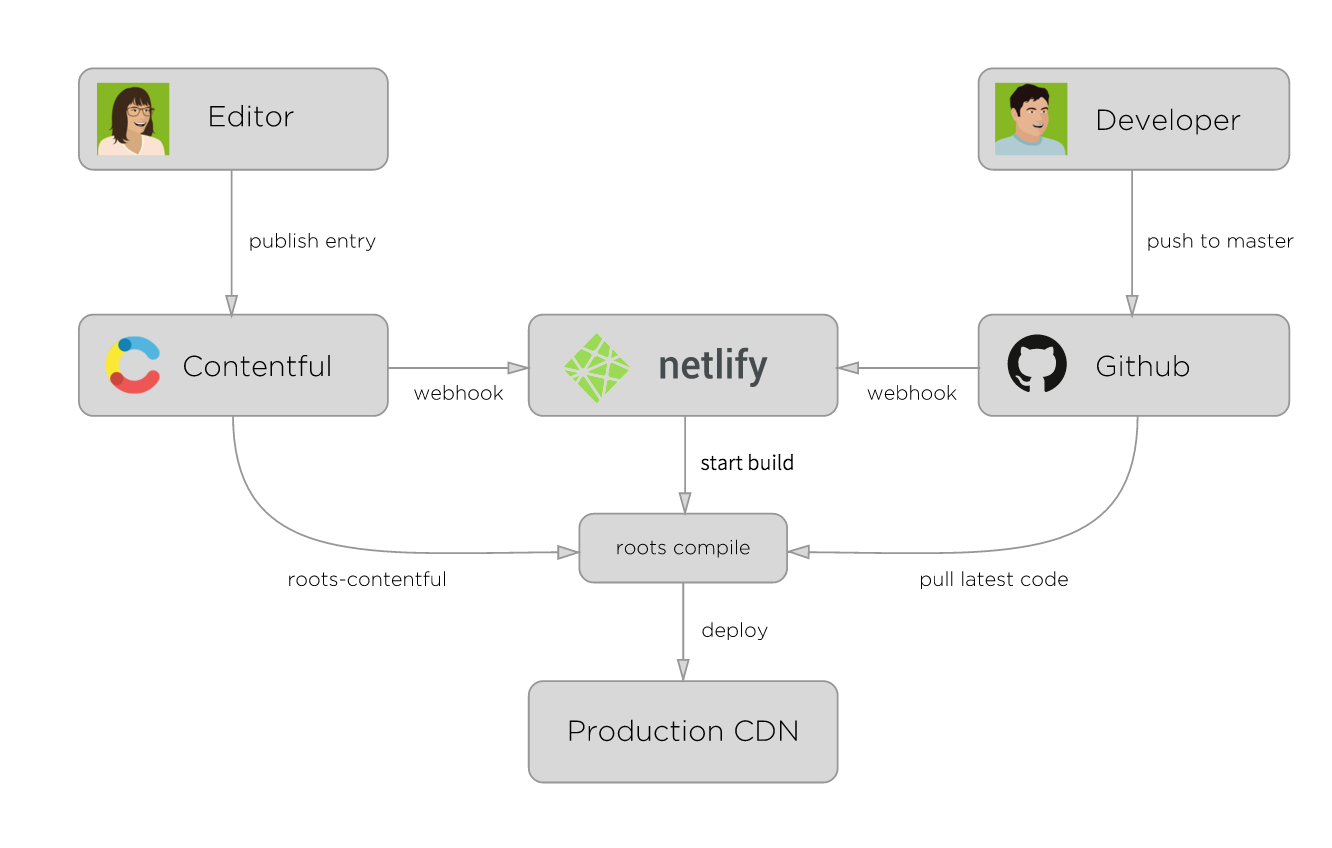 Editor
Developer
publish entry
push to master
Contentful
netlify
Github
webhook
webhook
start build
roots compile
roots-contentful
pull latest code
deploy
Production CDN